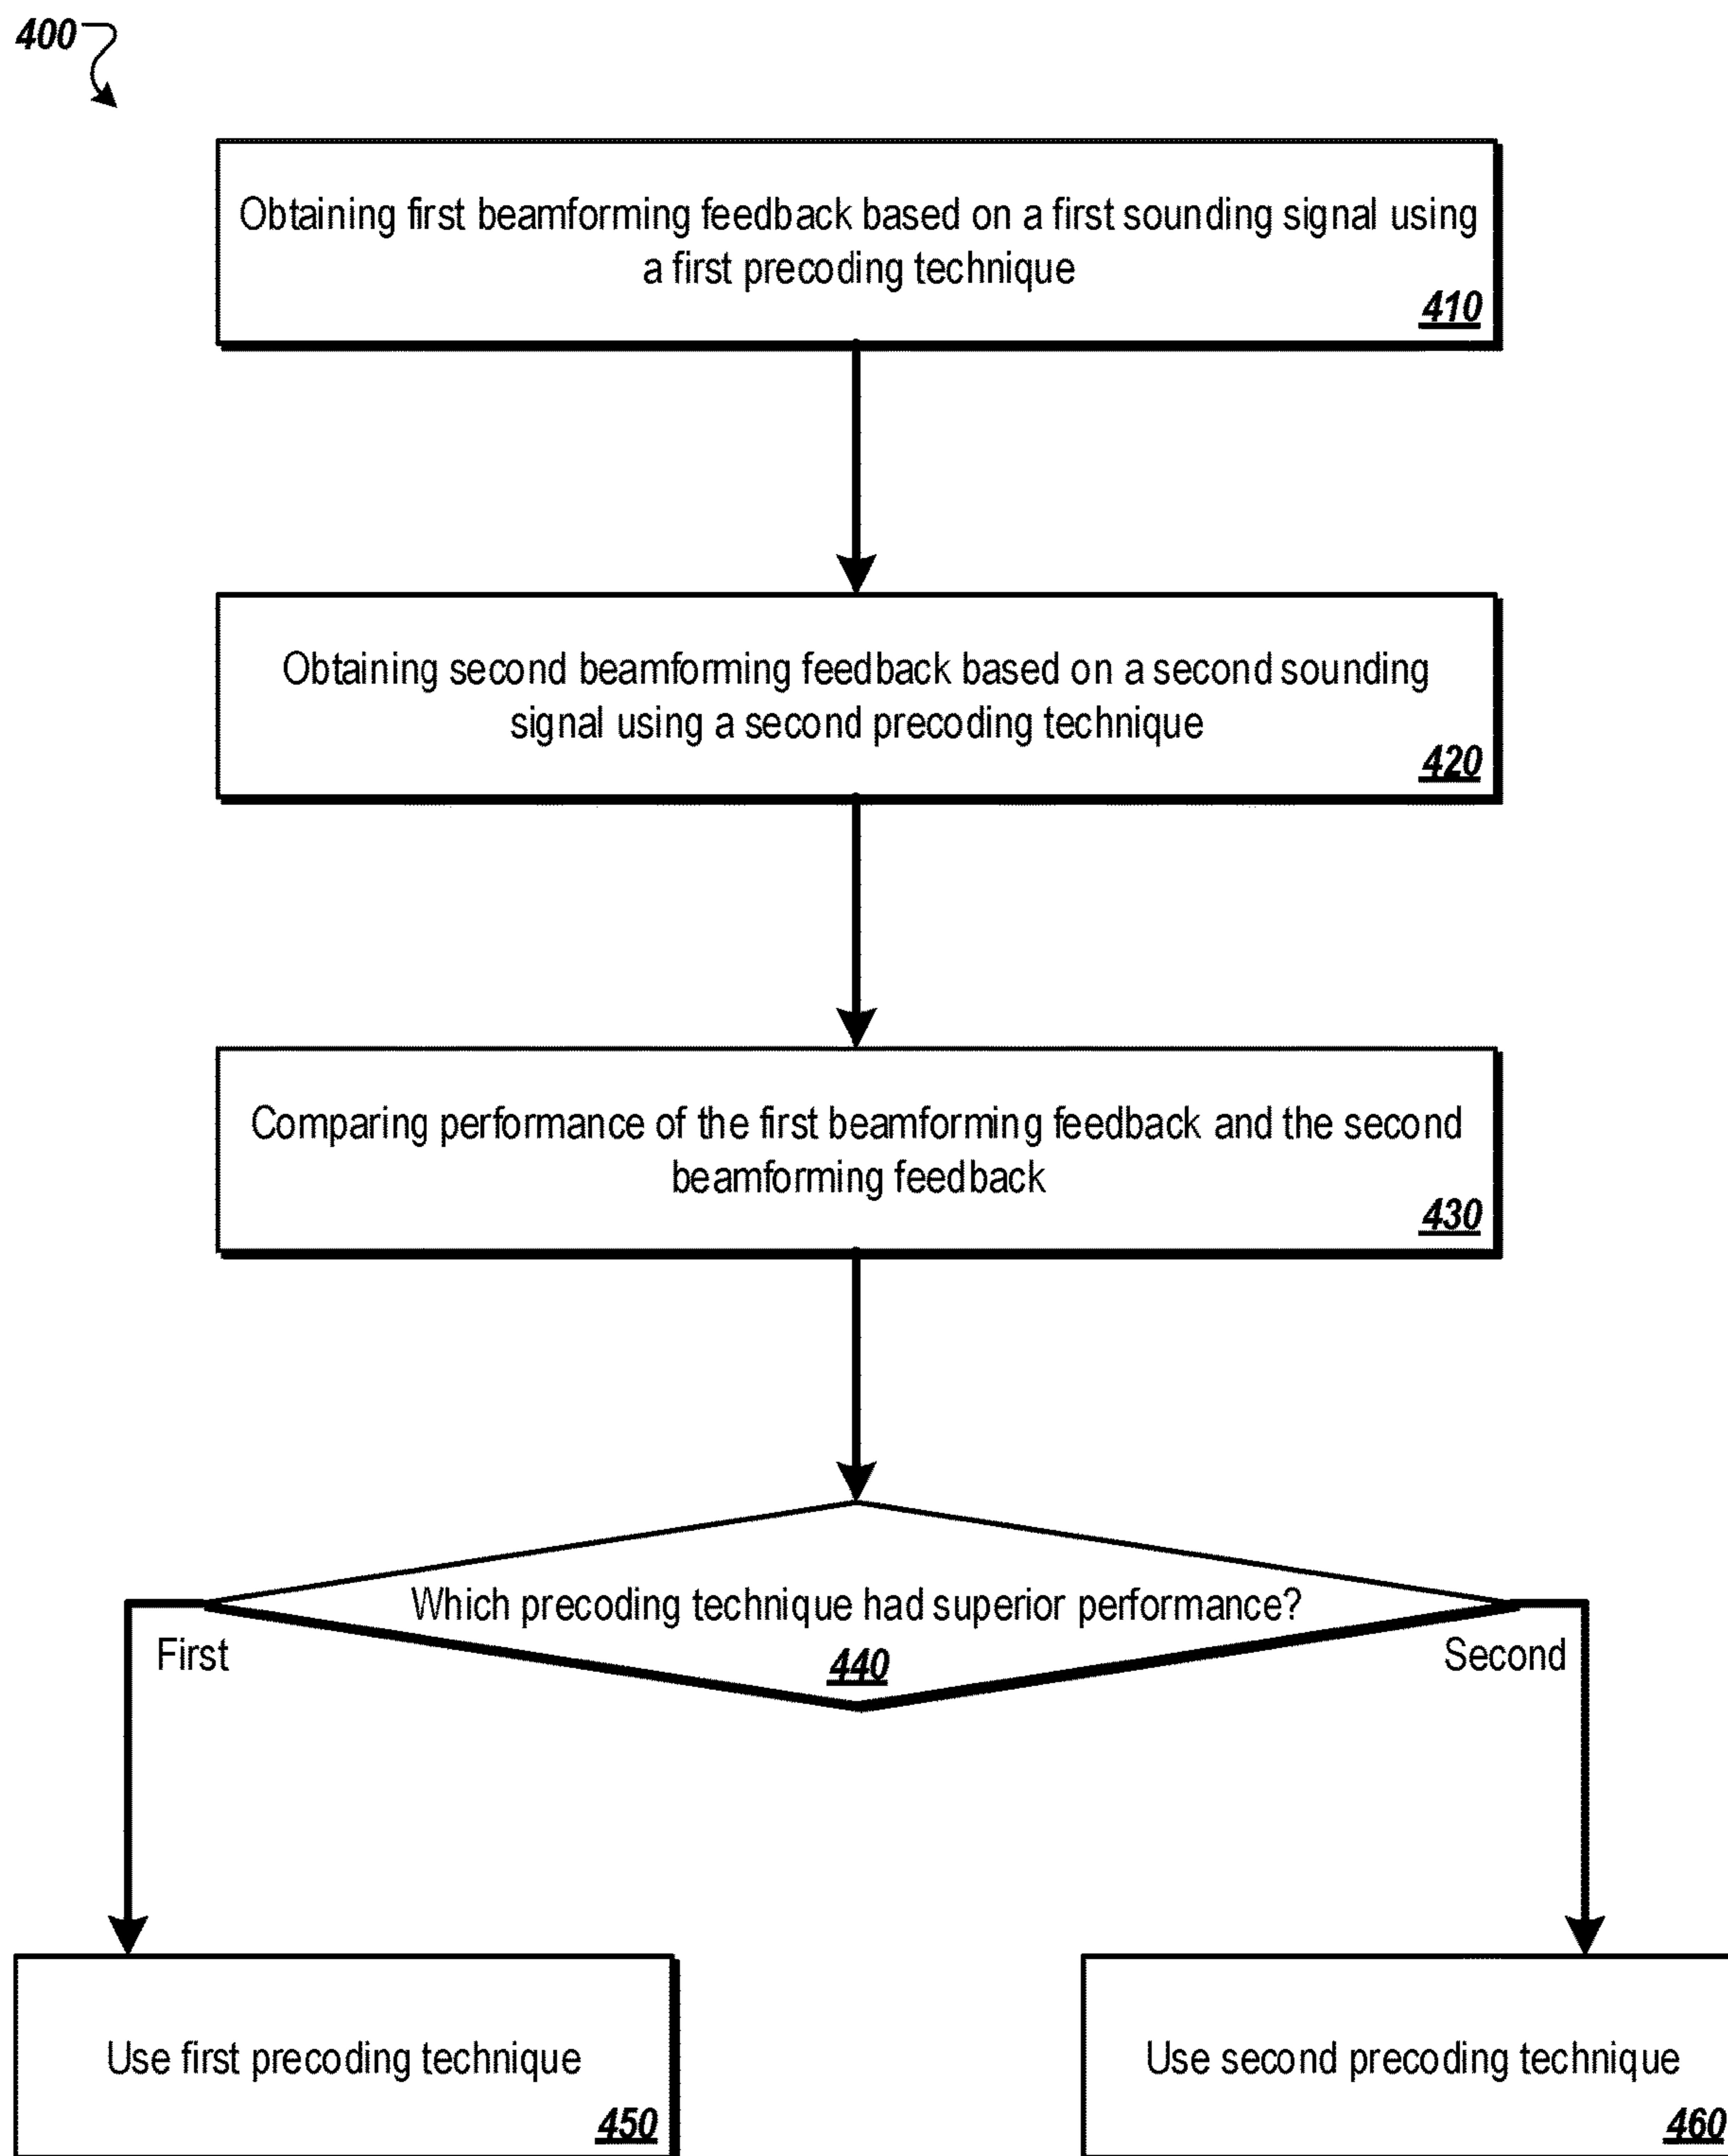 400
Obtaining first beamforming feedback based on a first sounding signal using
a first precoding technique
410
Obtaining second beamforming feedback based on a second sounding
signal using a second precoding technique
420
Comparing performance of the first beamforming feedback and the second
beamforming feedback
430
Which precoding technique had superior performance?
440
First
Second
Use first precoding technique
450
Use second precoding technique
460